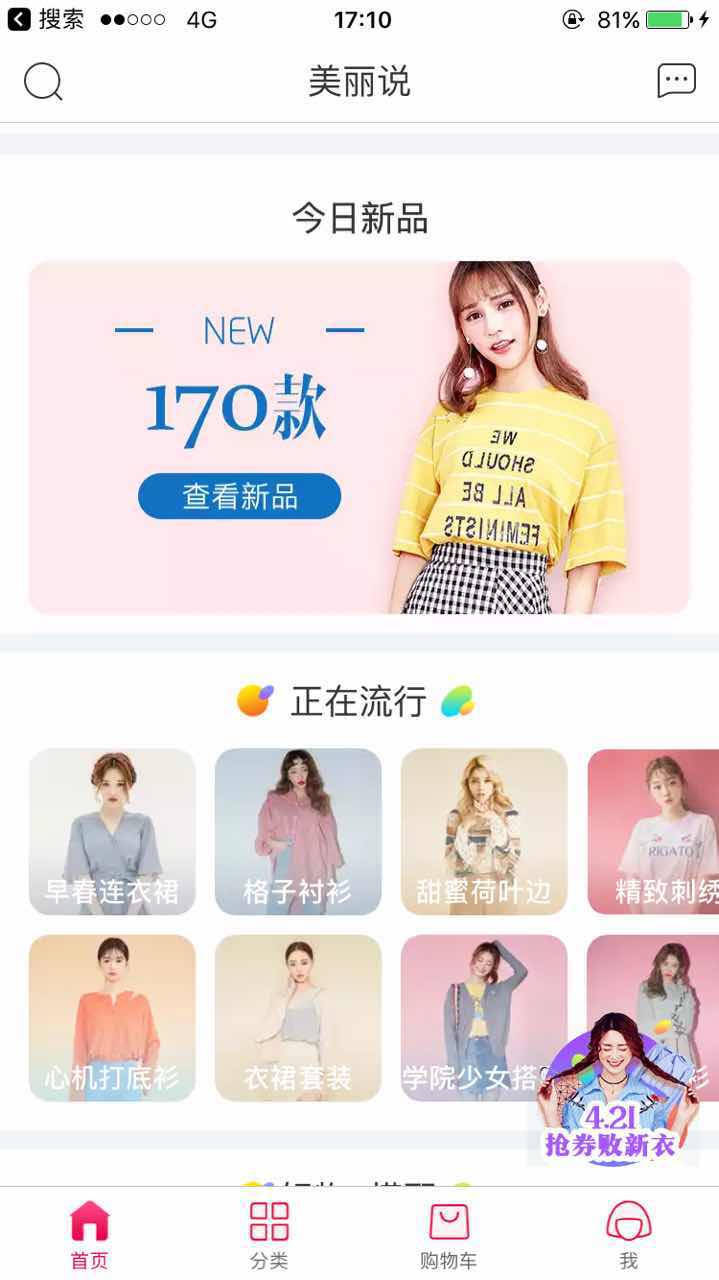 搜索 4G 17:10 81%
美丽说
今日新品
NEW
170款
查看新品
WE
SHOULD
ALL BE
FEMINISTS
正在流行
早春连衣裙
格子衬衫
甜蜜荷叶边
精致刺绣
RIGATO
心机打底衫
衣裙套装
学院少女搭
衫
4.21
抢券败新衣
首页
分类
购物车
我